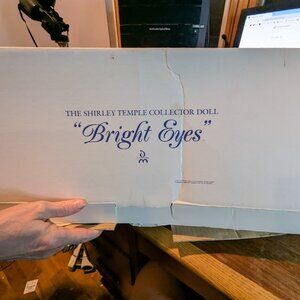 THE SHIRLEY TEMPLE COLLECTOR DOLL
"Bright Eyes"